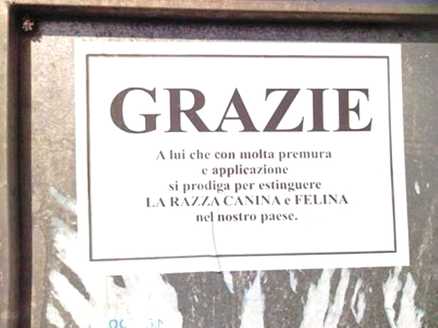 GRAZIE
A lui che con molta premura
e applicazione
si prodiga per estinguere
LA RAZZA CANINA e FELINA
nel nostro paese.